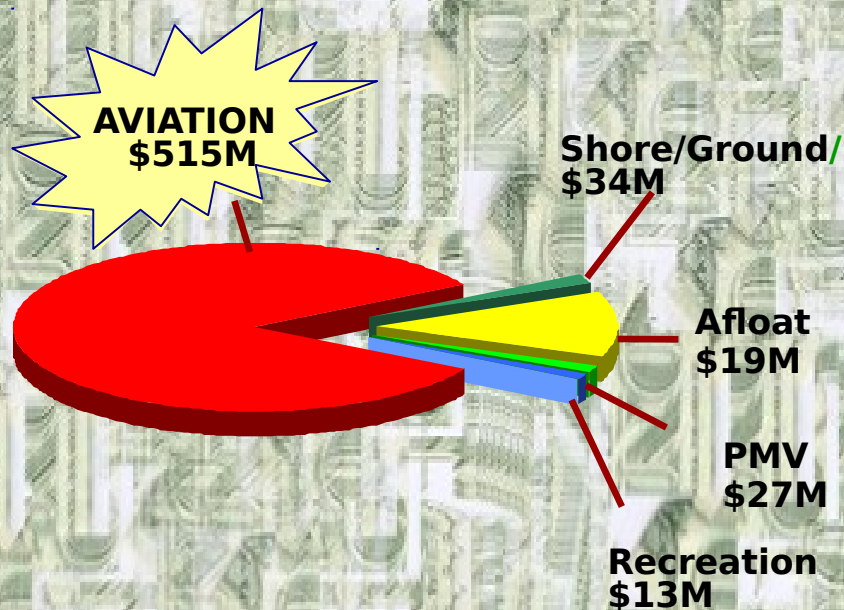 AVIATION
$515M
Shore/Ground/
$34M
Afloat
$19M
PMV
$27M
Recreation
$13M